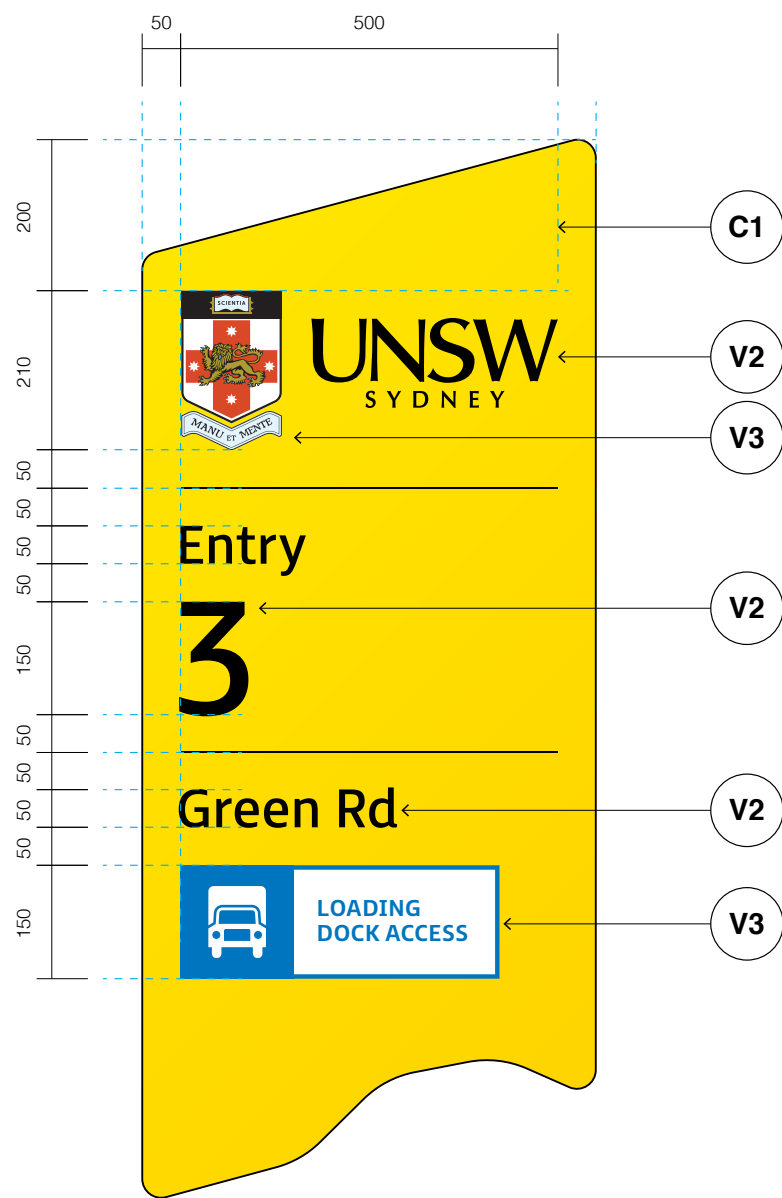 50
500
200
C1
SCIENTIA
UNSW
SYDNEY
210
V2
MANU ET MENTE
V3
50
50
Entry
50
50
3
V2
150
50
50
Green Rd
50
V2
50
LOADING
DOCK ACCESS
150
V3